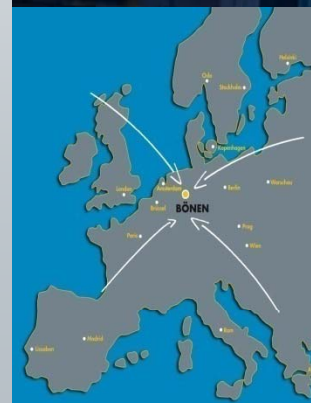 Oslo
Helsinki
Stockholm
Kopenhagen
London
Amsterdam
Berlin
Warschau
Brüssel
BÖNEN
Paris
Prag
Wien
Rom
Madrid
Lissabon